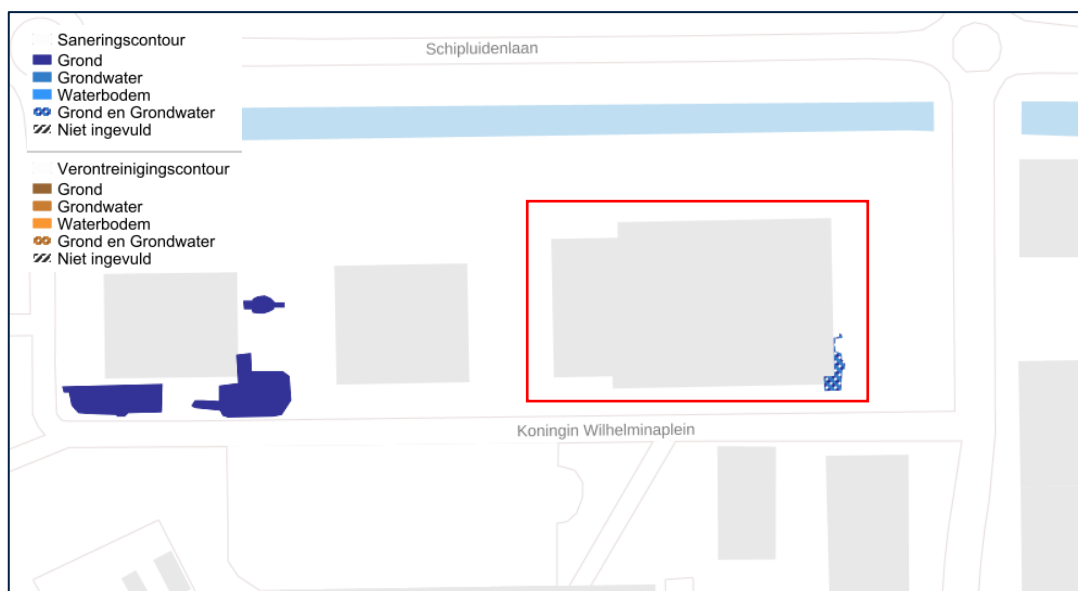 Schipluidenlaan
Saneringscontour
Grond
Grondwater
Waterbodem
Grond en Grondwater
Niet ingevuld
Verontreinigingscontour
Grond
Grondwater
Waterbodem
Grond en Grondwater
Niet ingevuld
Koningin Wilhelminaplein